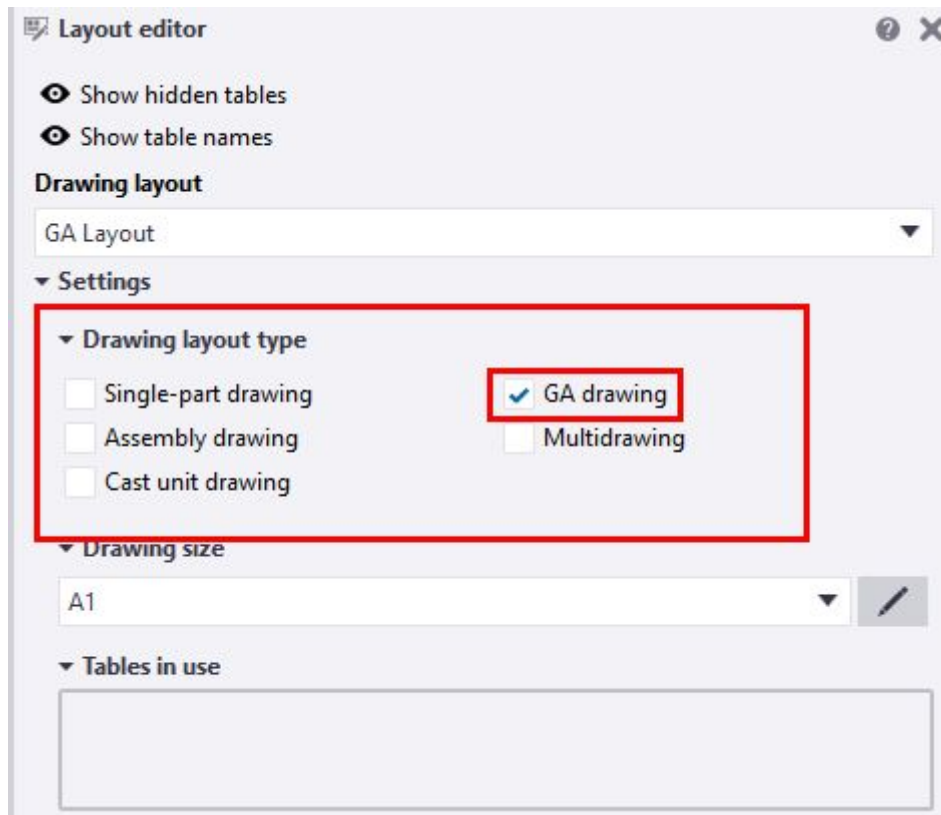 Layout editor
Show hidden tables
Show table names
Drawing layout
GA Layout
Settings
Drawing layout type
Single-part drawing
GA drawing
Assembly drawing
Multidrawing
Cast unit drawing
Drawing size
A1
Tables in use